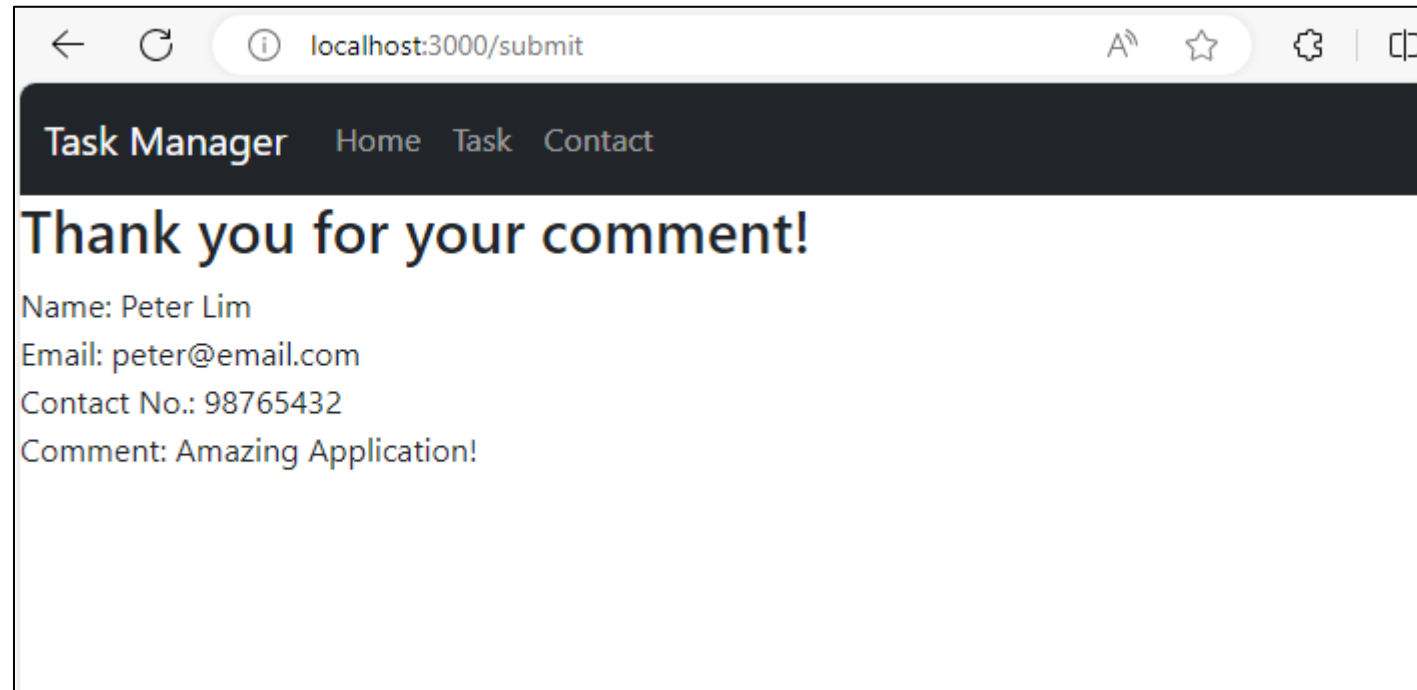 localhost:3000/submit
Task Manager Home Task Contact
Thank you for your comment!
Name: Peter Lim
Email: peter@email.com
Contact No.: 98765432
Comment: Amazing Application!